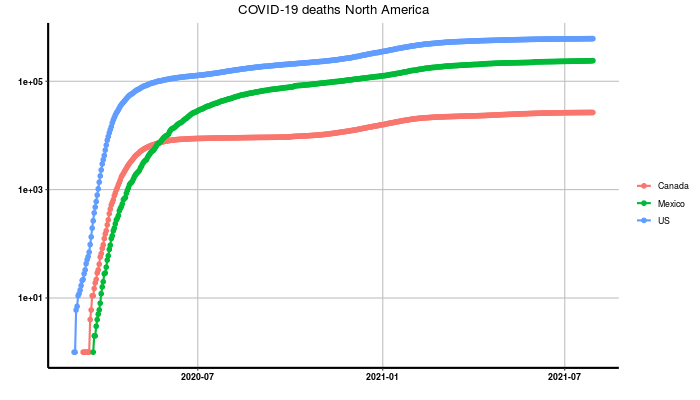 COVID-19 deaths North America
1e+05
1e+03
1e+01
2020-07
2021-01
2021-07
Canada
Mexico
US